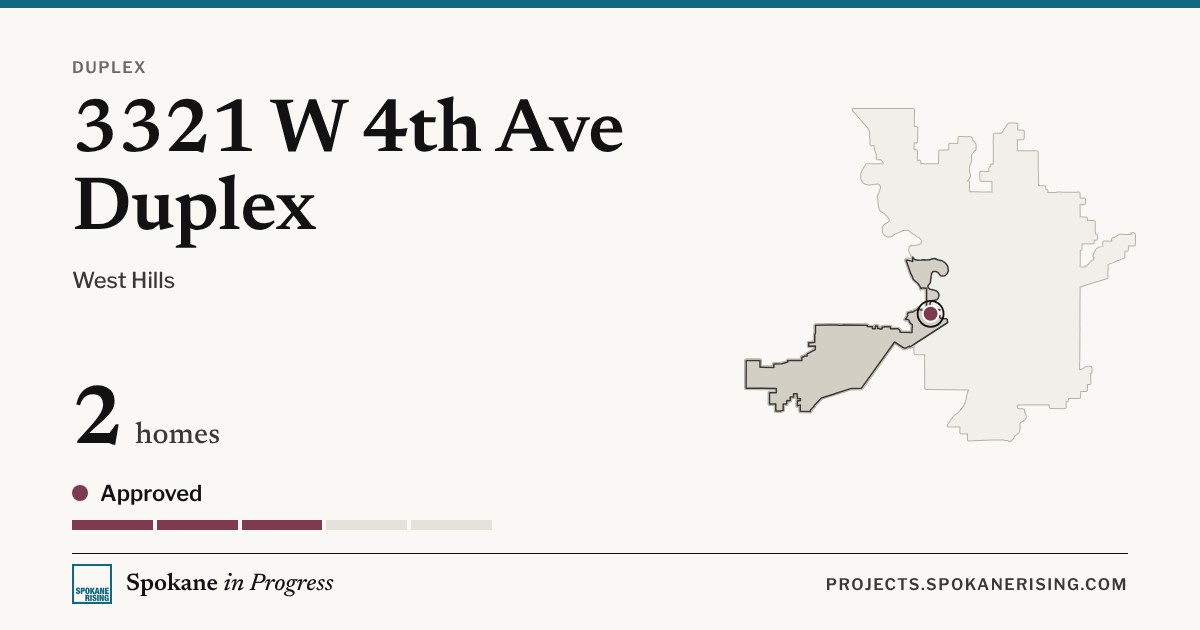 DUPLEX
3321 W 4th Ave
Duplex
West Hills
2 homes
Approved
SPOKANE
RISING
Spokane in Progress
PROJECTS.SPOKANERISING.COM